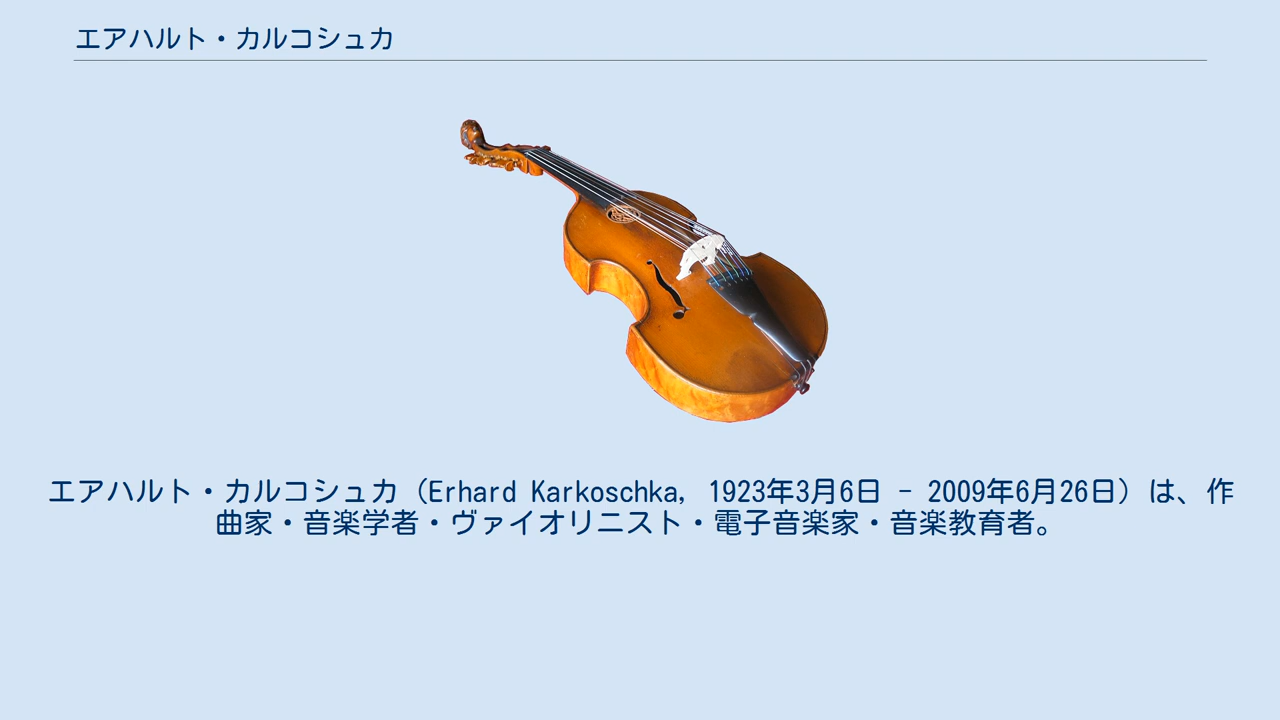 エアハルト・カルコシュカ
エアハルト・カルコシュカ（Erhard Karkoschka, 1923年3月6日 - 2009年6月26日）は、作
曲家・音楽学者・ヴァイオリニスト・電子音楽家・音楽教育者。